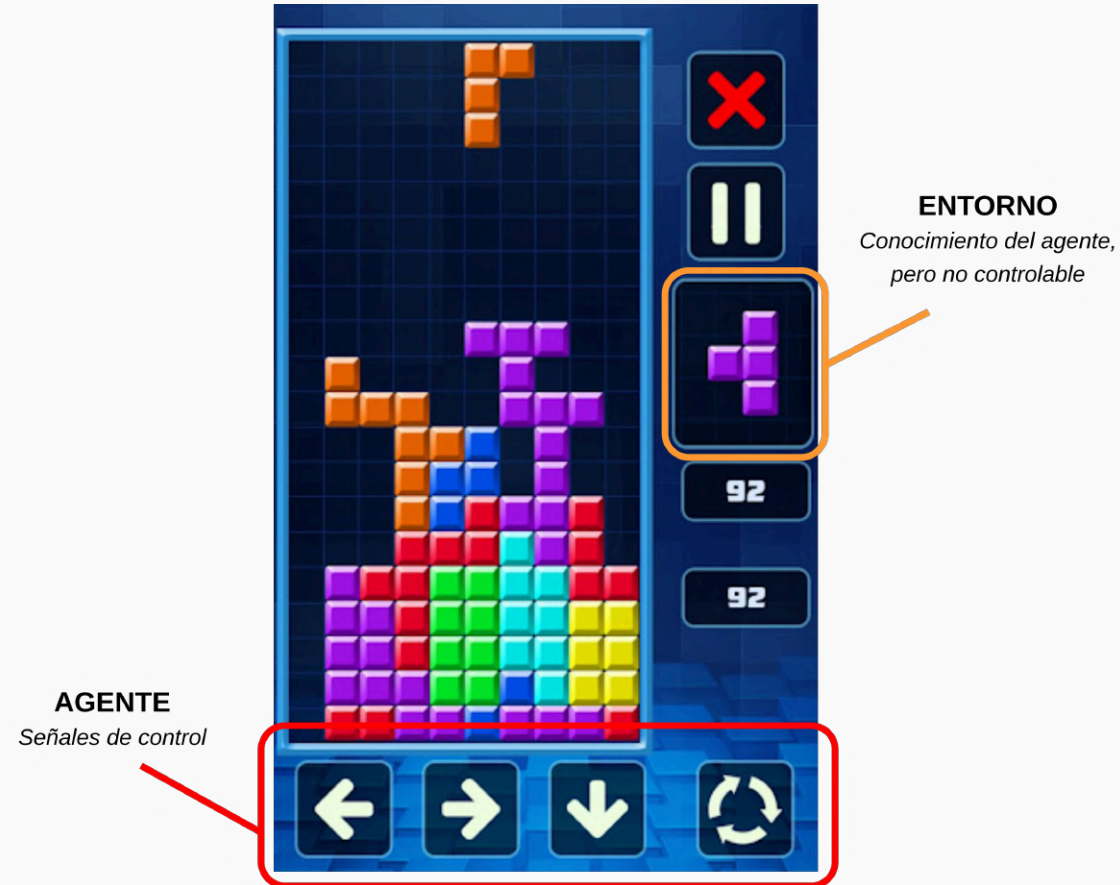 ENTORNO
Conocimiento del agente,
pero no controlable
92
92
AGENTE
Señales de control